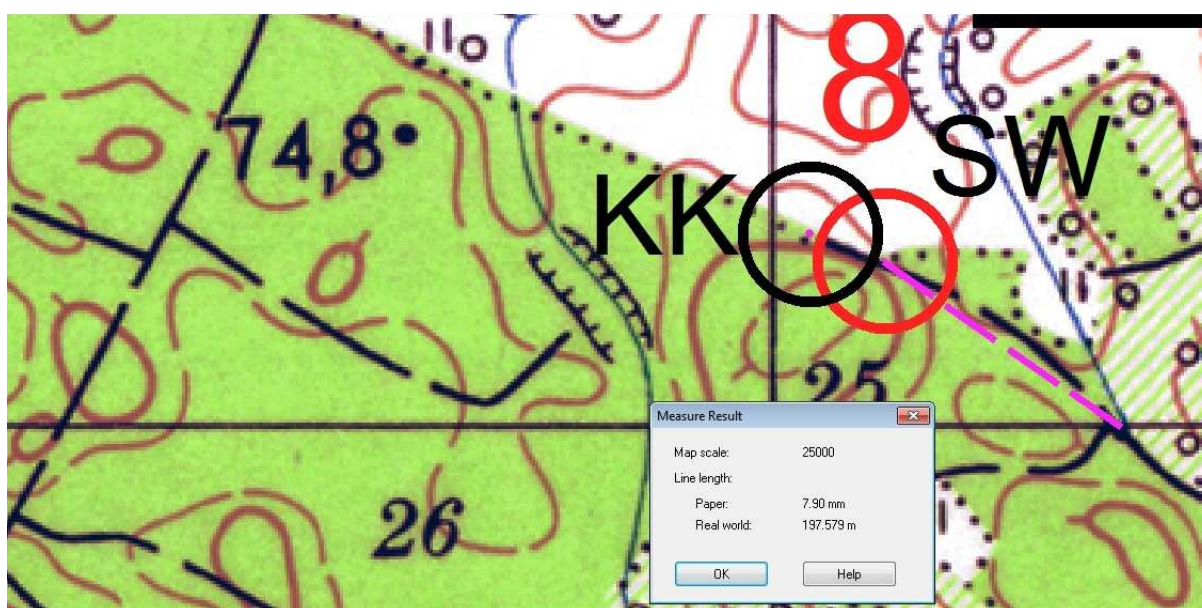 8
SW
74,8
KK
25
Measure Result
Map scale: 25000
Line length:
Paper: 7.90 mm
Real world: 197.579 m
26
OK Help